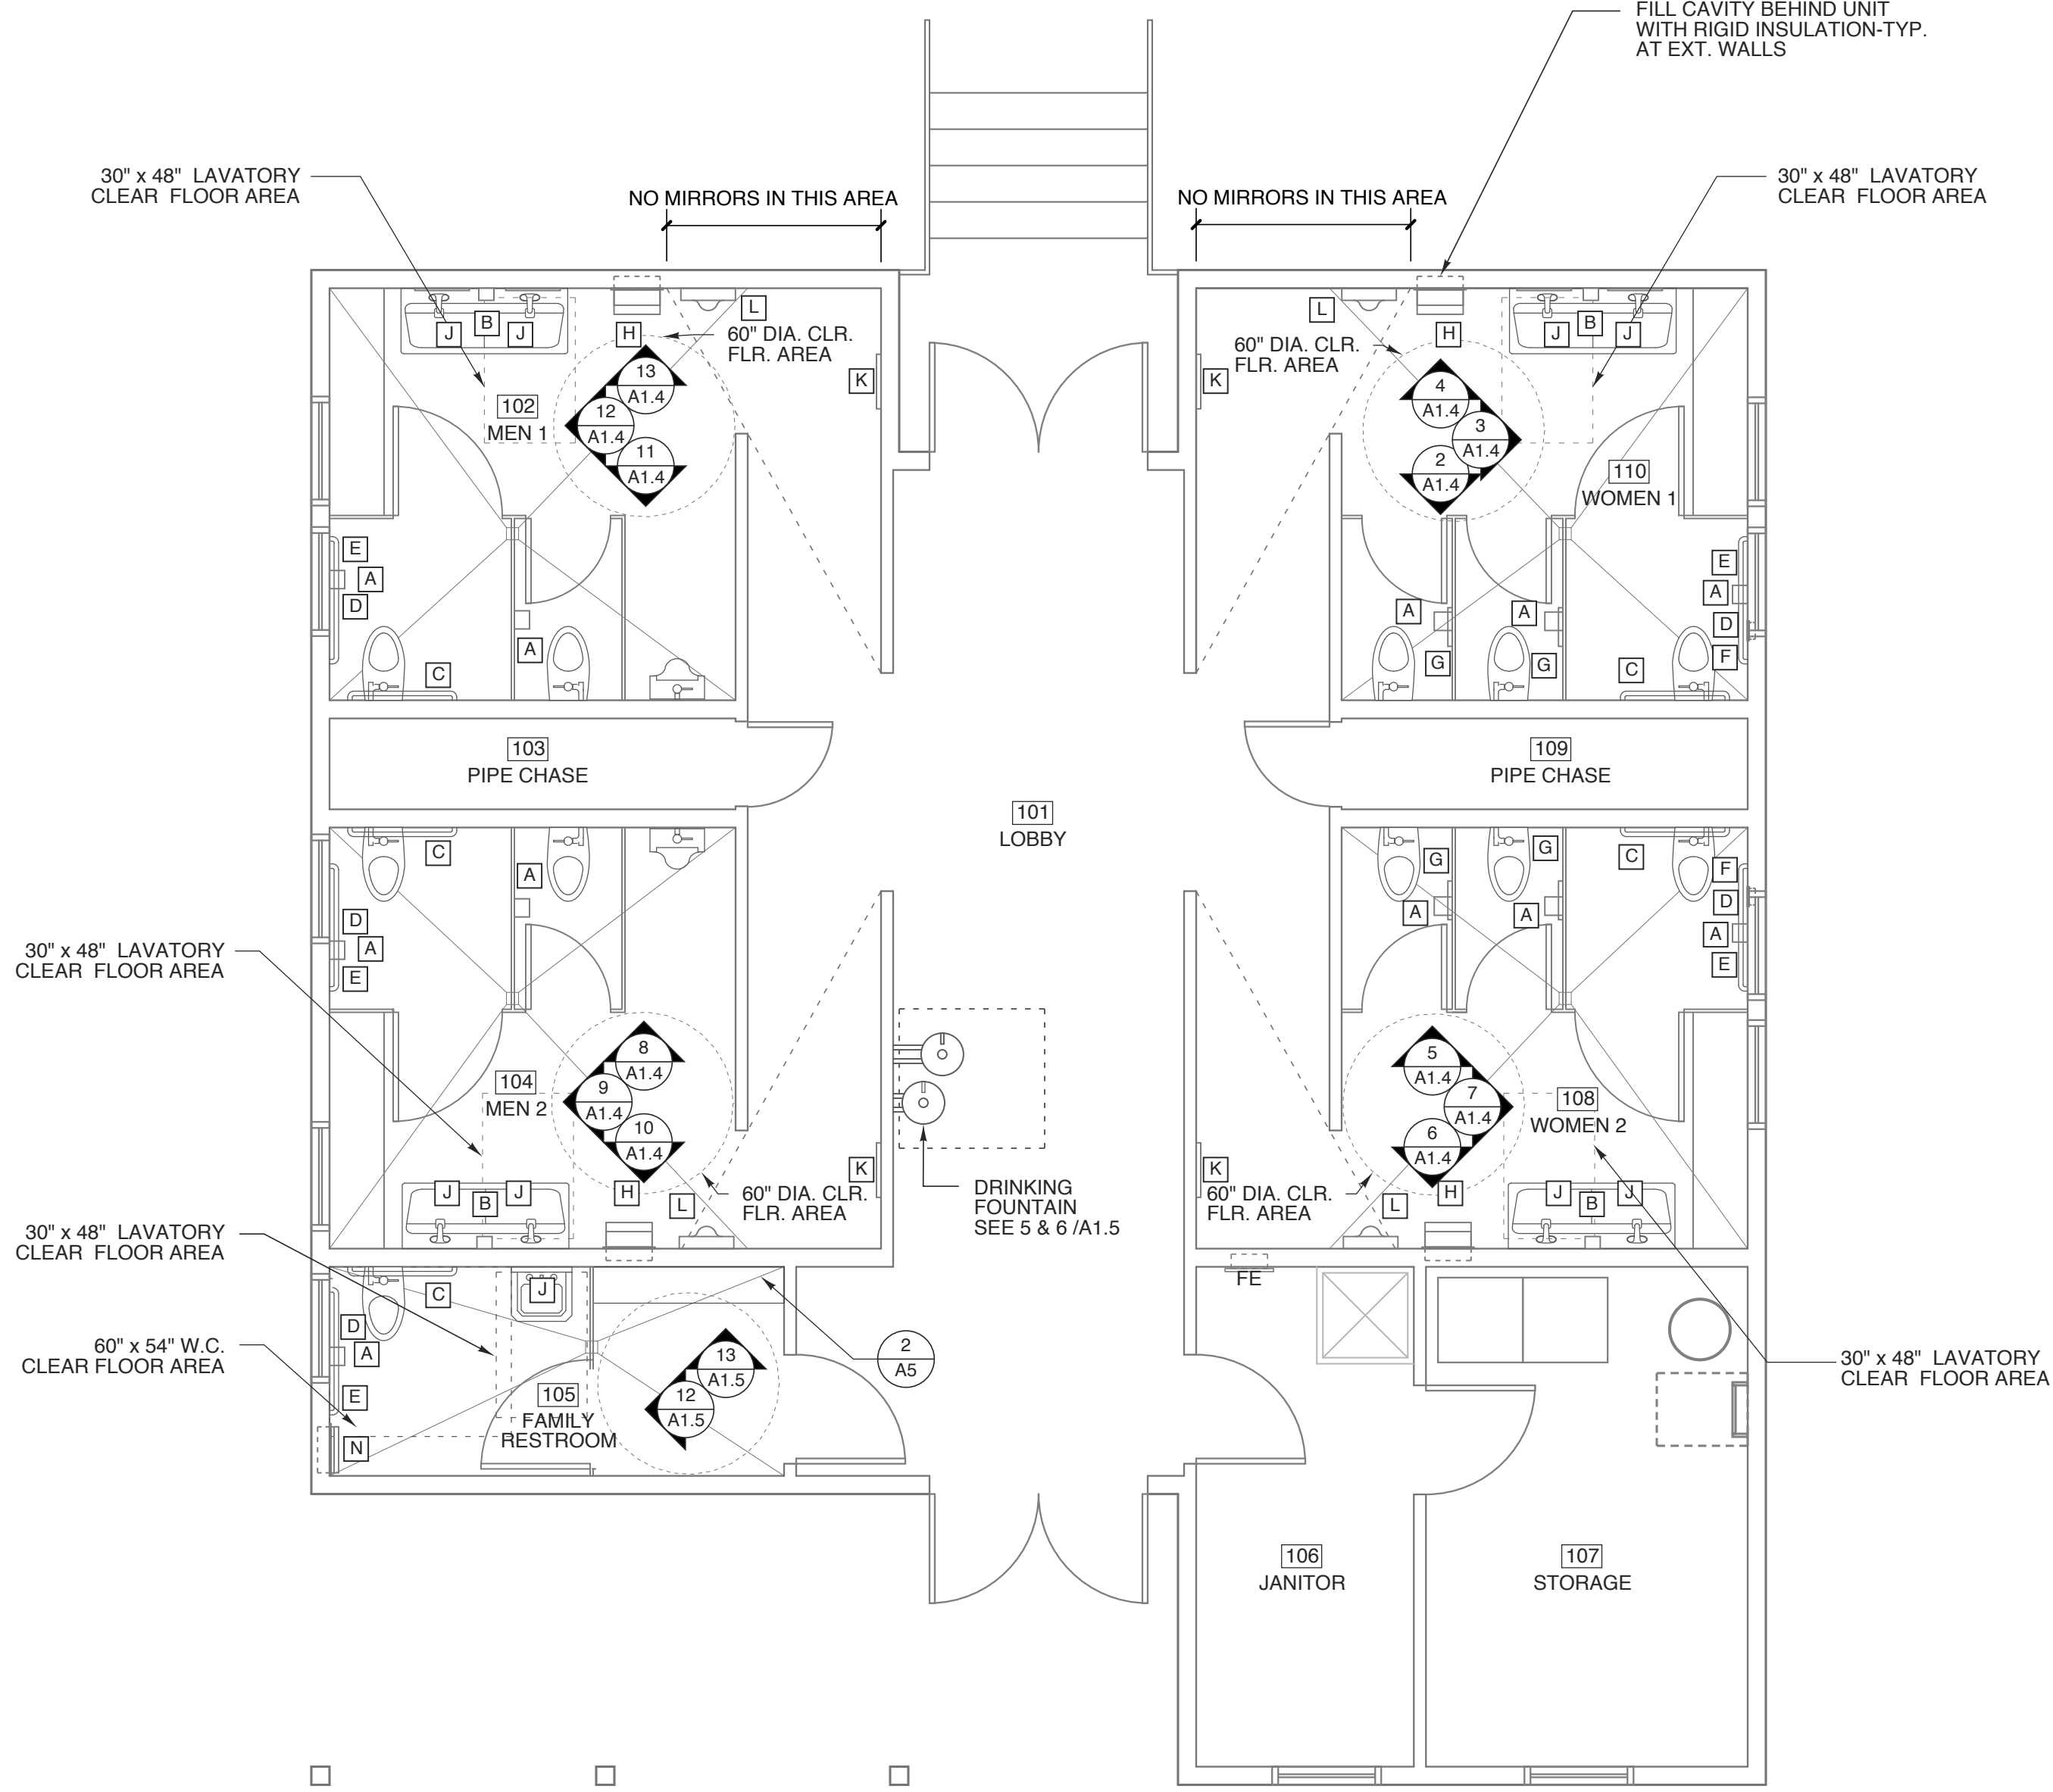 FILL CAVITY BEHIND UNIT
WITH RIGID INSULATION-TYP.
AT EXT. WALLS
30" x 48" LAVATORY
CLEAR FLOOR AREA
NO MIRRORS IN THIS AREA
NO MIRRORS IN THIS AREA
30" x 48" LAVATORY
CLEAR FLOOR AREA
J
B
J
H
L
60" DIA. CLR.
FLR. AREA
K
13
A1.4
12
A1.4
11
A1.4
102
MEN 1
E
A
D
C
A
L
H
J
B
J
60" DIA. CLR.
FLR. AREA
K
4
A1.4
3
A1.4
2
A1.4
110
WOMEN 1
A
G
A
G
C
E
A
D
F
103
PIPE CHASE
109
PIPE CHASE
101
LOBBY
C
A
D
A
E
30" x 48" LAVATORY
CLEAR FLOOR AREA
104
MEN 2
8
A1.4
9
A1.4
10
A1.4
J
B
J
H
L
60" DIA. CLR.
FLR. AREA
K
DRINKING
FOUNTAIN
SEE 5 & 6 /A1.5
G
A
G
A
C
F
D
A
E
5
A1.4
7
A1.4
6
A1.4
108
WOMEN 2
K
60" DIA. CLR.
FLR. AREA
L
H
J
B
J
30" x 48" LAVATORY
CLEAR FLOOR AREA
60" x 54" W.C.
CLEAR FLOOR AREA
C
J
D
A
E
N
105
FAMILY
RESTROOM
13
A1.5
12
A1.5
2
A5
FE
30" x 48" LAVATORY
CLEAR FLOOR AREA
106
JANITOR
107
STORAGE